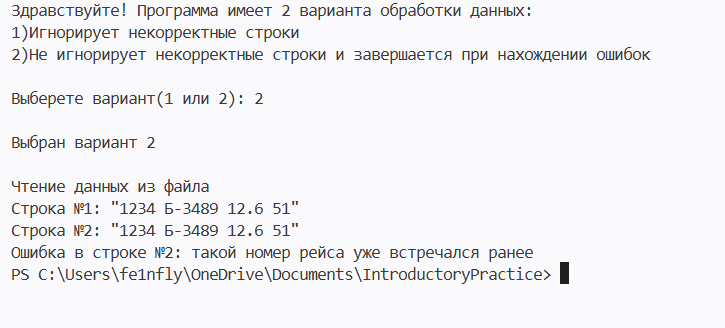 Здравствуйте! Программа имеет 2 варианта обработки данных:
1)Игнорирует некорректные строки
2)Не игнорирует некорректные строки и завершается при нахождении ошибок
Выберете вариант(1 или 2): 2
Выбран вариант 2
Чтение данных из файла
Строка №1: "1234 Б-3489 12.6 51"
Строка №2: "1234 Б-3489 12.6 51"
Ошибка в строке №2: такой номер рейса уже встречался ранее
PS C:\Users\fe1nfly\OneDrive\Documents\IntroductoryPractice>